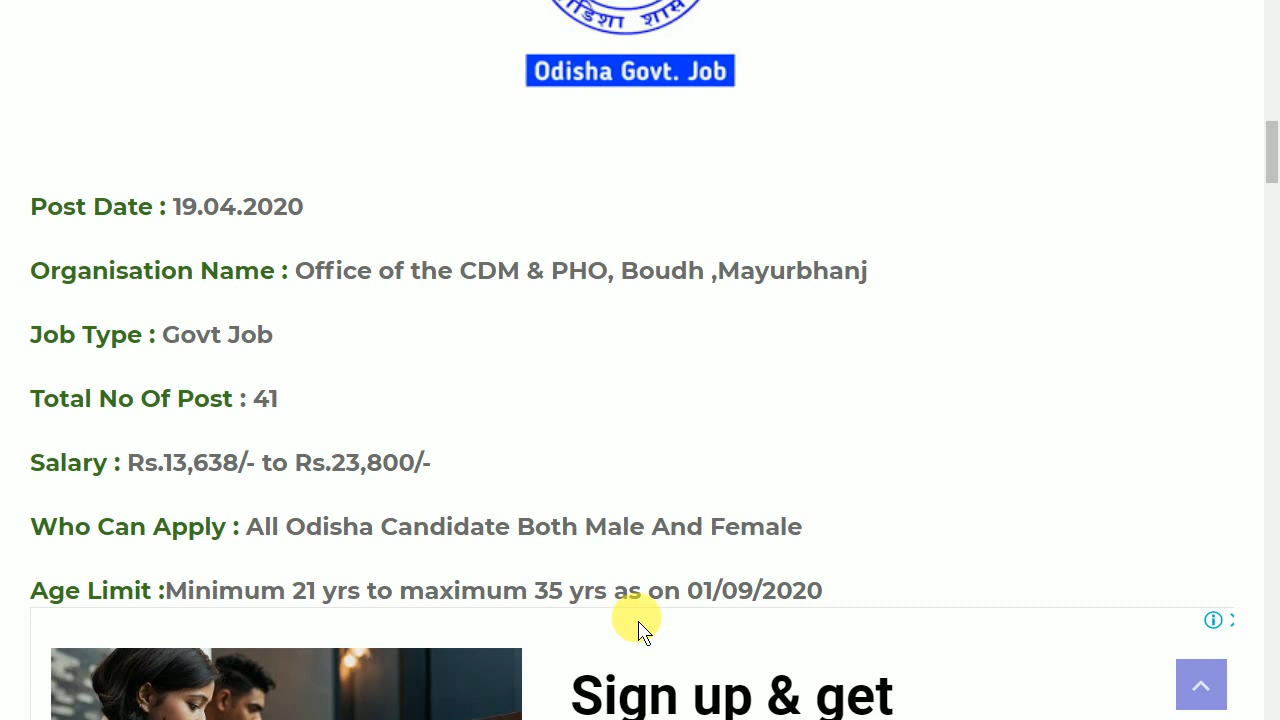 डिशा शास
Odisha Govt. Job
Post Date : 19.04.2020
Organisation Name : Office of the CDM & PHO, Boudh ,Mayurbhanj
Job Type : Govt Job
Total No Of Post : 41
Salary : Rs.13,638/- to Rs.23,800/-
Who Can Apply : All Odisha Candidate Both Male And Female
Age Limit :Minimum 21 yrs to maximum 35 yrs as on 01/09/2020
Sign up & get